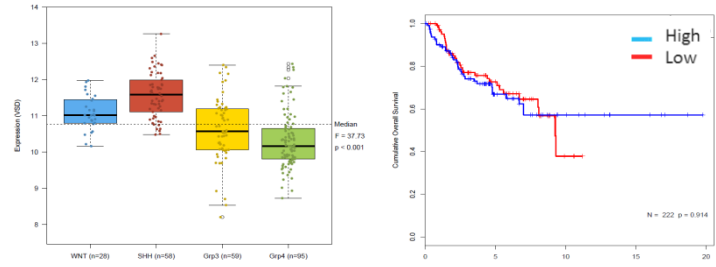 14
13
12
11
10
9
8
Expression (VSD)
Median
F = 37.73
p < 0.001
WNT (n=28)
SHH (n=58)
Grp3 (n=59)
Grp4 (n=95)
1.0
0.8
0.6
0.4
0.2
0.0
Cumulative Overall Survival
High
Low
N = 222 p = 0.914
0
5
10
15
20